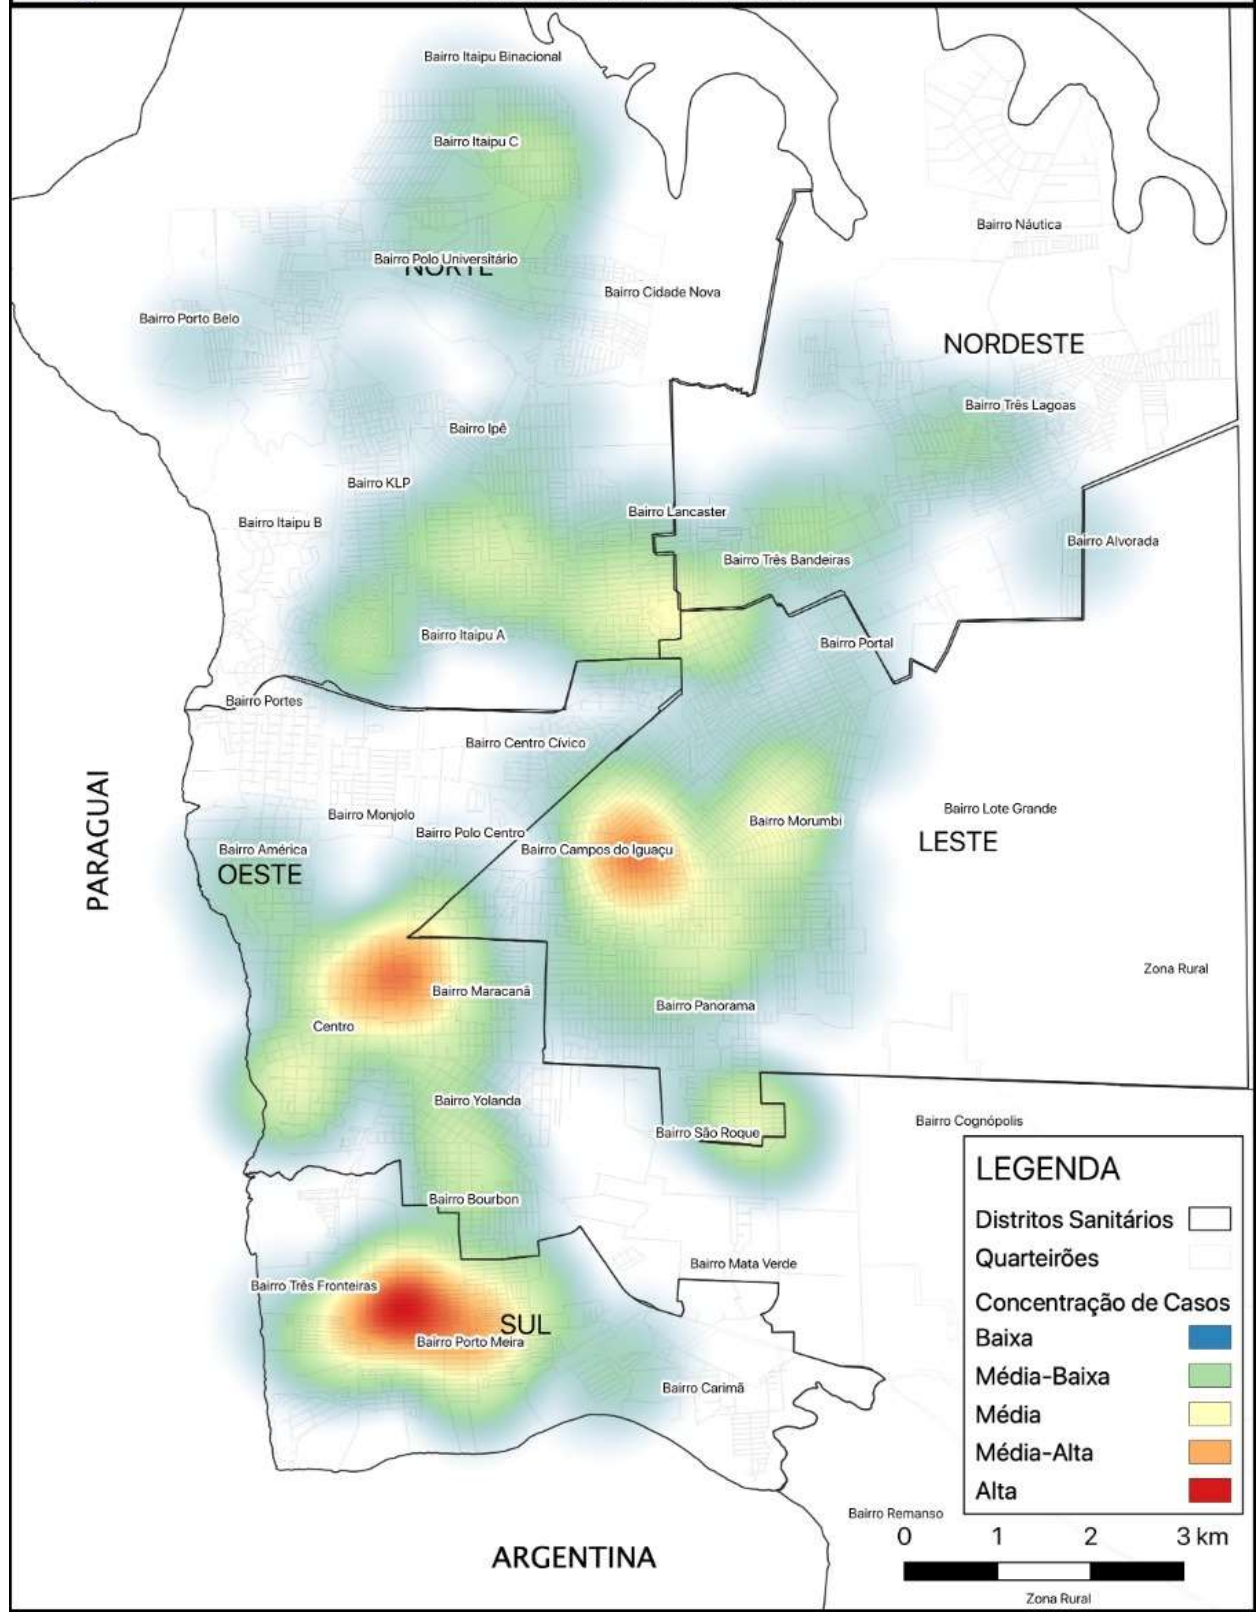 Bairro Itaipu Binacional
Bairro Itaipu C
Bairro Náutica
Bairro Polo Universitário
NORTE
Bairro Cidade Nova
Bairro Porto Belo
NORDESTE
Bairro Três Lagoas
Bairro Ipê
Bairro KLP
Bairro Lancaster
Bairro Itaipu B
Bairro Alvorada
Bairro Três Bandeiras
Bairro Itaipu A
Bairro Portal
Bairro Portes
Bairro Centro Cívico
PARAGUAI
Bairro Lote Grande
Bairro Monjolo
Bairro Morumbi
Bairro Polo Centro
LESTE
Bairro América
Bairro Campos do Iguaçu
OESTE
Zona Rural
Bairro Maracanã
Bairro Panorama
Centro
Bairro Yolanda
Bairro Cognópolis
Bairro São Roque
Bairro Bourbon
Bairro Mata Verde
Bairro Três Fronteiras
SUL
Bairro Porto Meira
Bairro Carimã
LEGENDA
Distritos Sanitários
Quarteirões
Concentração de Casos
Baixa
Média-Baixa
Média
Média-Alta
Alta
Bairro Remanso
0 1 2 3 km
ARGENTINA
Zona Rural